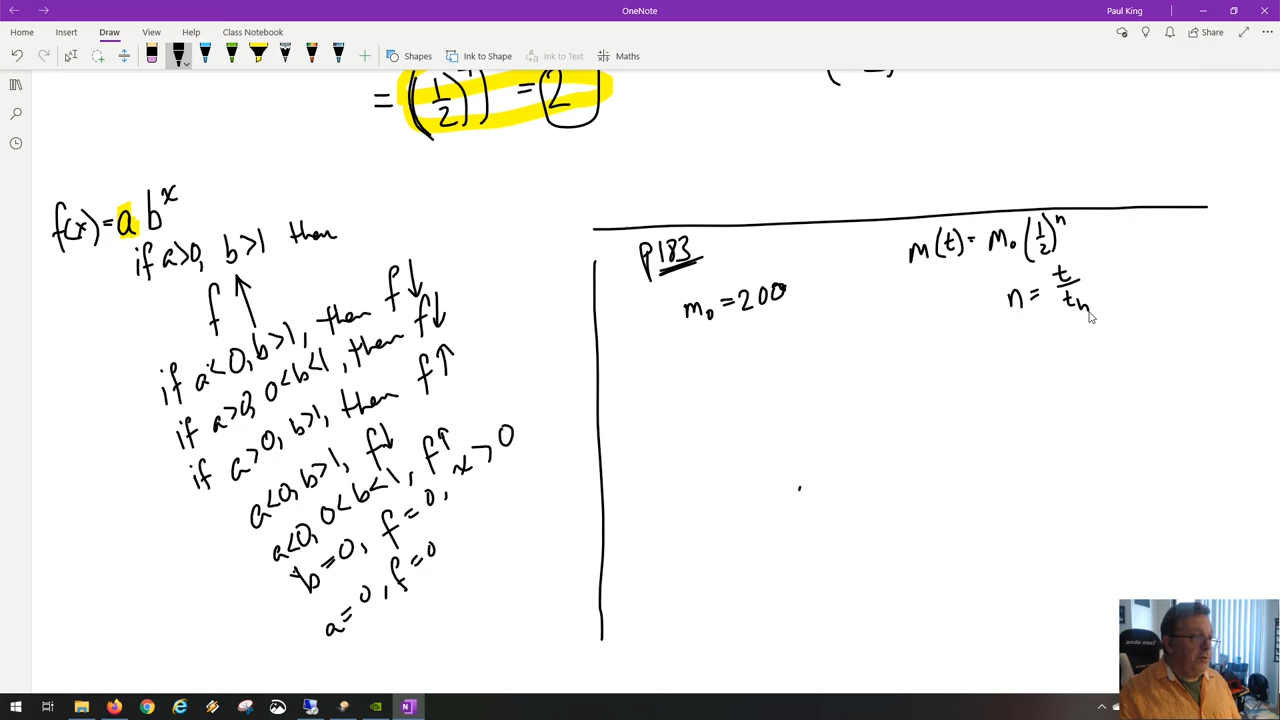 OneNote
Paul King
Home Insert Draw View Help Class Notebook
Share
Shapes Ink to Shape Ink to Text Maths
= (1/2) = 2
f(x) = a b^x
if a>0, b>1 then
f ↑
if a<0, b>1, then f↓
if a>0, 0<b<1, then f↓
if a>0, b>1, then f↑
a<0, b>1, f↓
a<0, 0<b<1, f↑
b=0, f=0, x>0
a=0, f=0
p183
m₀ = 200
m(t) = m₀ (1/2)^n
n = t/t_h